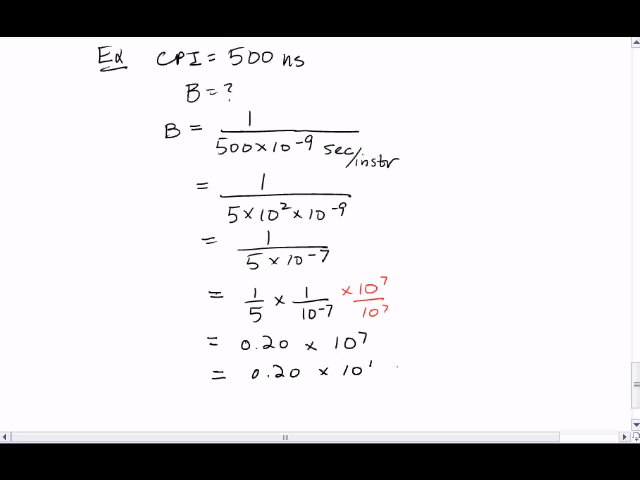 Ex CPI = 500 ns
B = ?
B = 1 / 500 × 10⁻⁹ sec/instr
= 1 / 5 × 10² × 10⁻⁹
= 1 / 5 × 10⁻⁷
= 1/5 × 1/10⁻⁷ × 10⁷/10⁷
= 0.20 × 10⁷
= 0.20 × 10¹